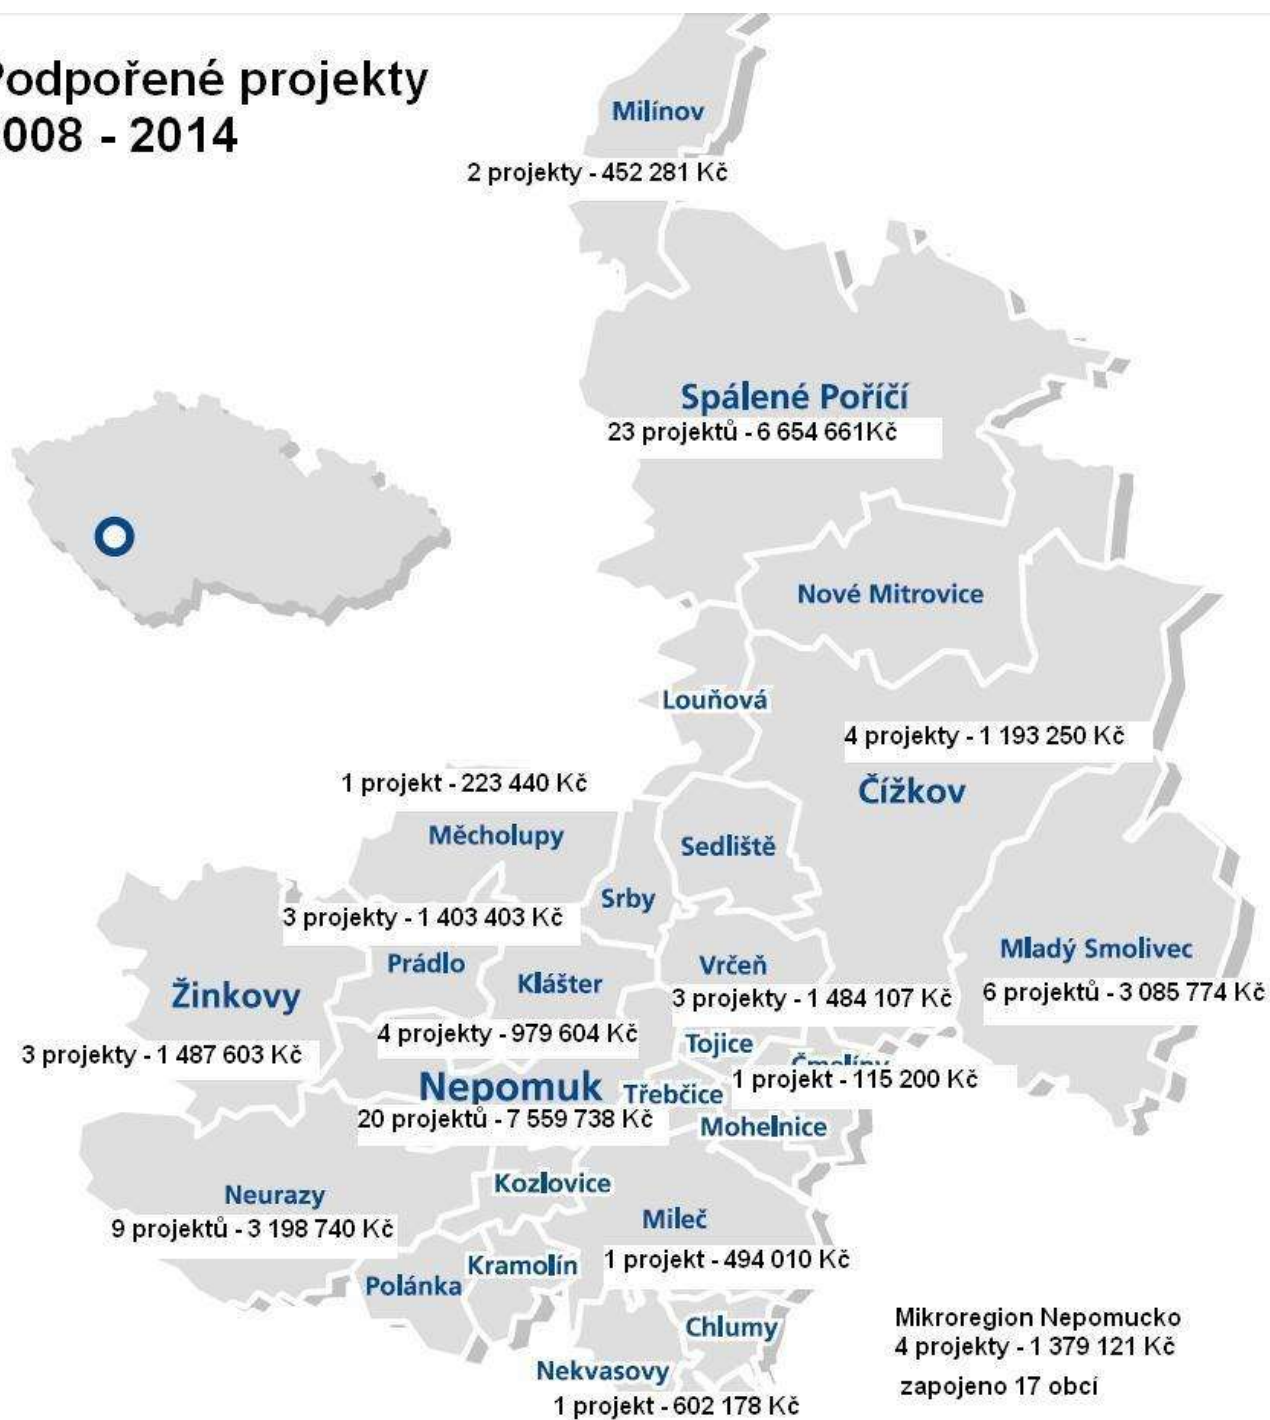 Podpořené projekty
008 - 2014
Milínov
2 projekty - 452 281 Kč
Spálené Poříčí
23 projektů - 6 654 661Kč
Nové Mitrovice
Louňová
4 projekty - 1 193 250 Kč
Čížkov
1 projekt - 223 440 Kč
Měcholupy
Sedliště
Srby
3 projekty - 1 403 403 Kč
Mladý Smolivec
6 projektů - 3 085 774 Kč
Prádlo
Vrčeň
Klášter
Žinkovy
3 projekty - 1 484 107 Kč
4 projekty - 979 604 Kč
Tojice
Čmelíny
3 projekty - 1 487 603 Kč
1 projekt - 115 200 Kč
Nepomuk
Třebčice
20 projektů - 7 559 738 Kč
Mohelnice
Kozlovice
Neurazy
9 projektů - 3 198 740 Kč
Mileč
1 projekt - 494 010 Kč
Kramolín
Polánka
Chlumy
Nekvasovy
1 projekt - 602 178 Kč
Mikroregion Nepomucko
4 projekty - 1 379 121 Kč
zapojeno 17 obcí